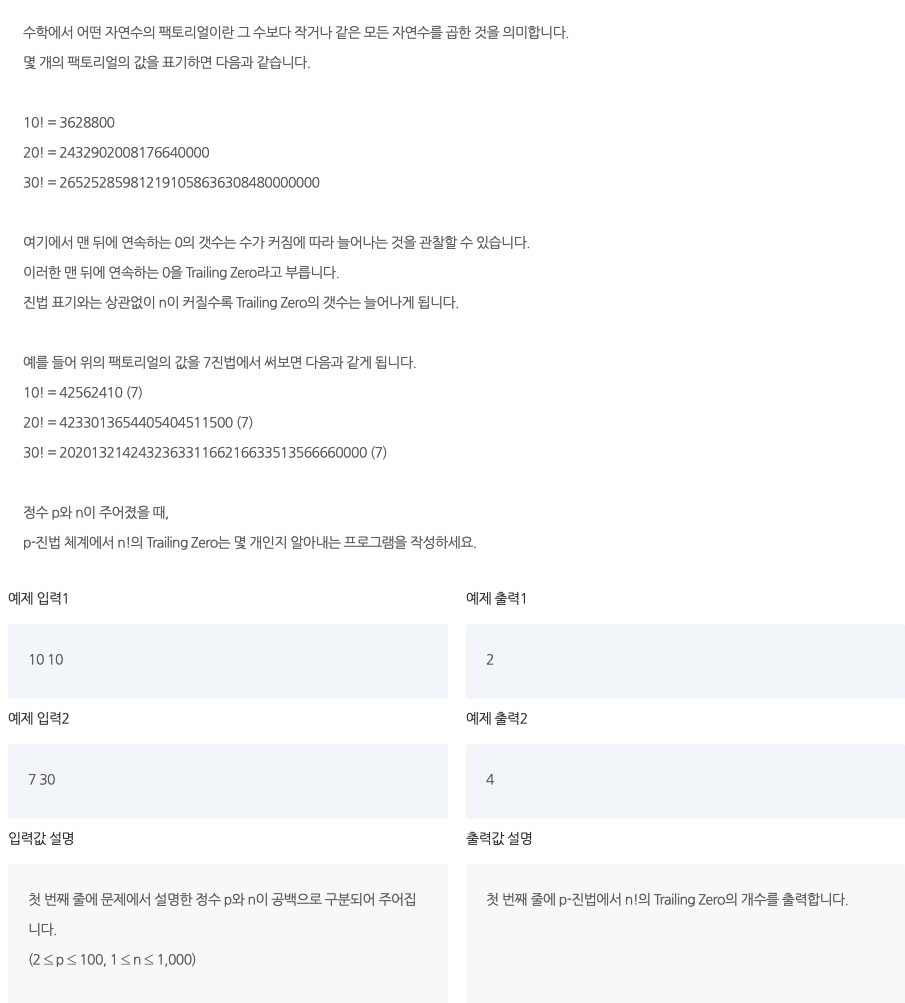 수학에서 어떤 자연수의 팩토리얼이란 그 수보다 작거나 같은 모든 자연수를 곱한 것을 의미합니다.
몇 개의 팩토리얼의 값을 표기하면 다음과 같습니다.
10! = 3628800
20! = 2432902008176640000
30! = 265252859812191058636308480000000
여기에서 맨 뒤에 연속하는 0의 갯수는 수가 커짐에 따라 늘어나는 것을 관찰할 수 있습니다.
이러한 맨 뒤에 연속하는 0을 Trailing Zero라고 부릅니다.
진법 표기와는 상관없이 n이 커질수록 Trailing Zero의 갯수는 늘어나게 됩니다.
예를 들어 위의 팩토리얼의 값을 7진법에서 써보면 다음과 같게 됩니다.
10! = 42562410 (7)
20! = 4233013654405404511500 (7)
30! = 20201321424323633116621663351356​6660000 (7)
정수 p와 n이 주어졌을 때,
p-진법 체계에서 n!의 Trailing Zero는 몇 개인지 알아내는 프로그램을 작성하세요.
예제 입력1
예제 출력1
10 10
2
예제 입력2
예제 출력2
7 30
4
입력값 설명
출력값 설명
첫 번째 줄에 문제에서 설명한 정수 p와 n이 공백으로 구분되어 주어집
니다.
(2 ≤ p ≤ 100, 1 ≤ n ≤ 1,000)
첫 번째 줄에 p-진법에서 n!의 Trailing Zero의 개수를 출력합니다.